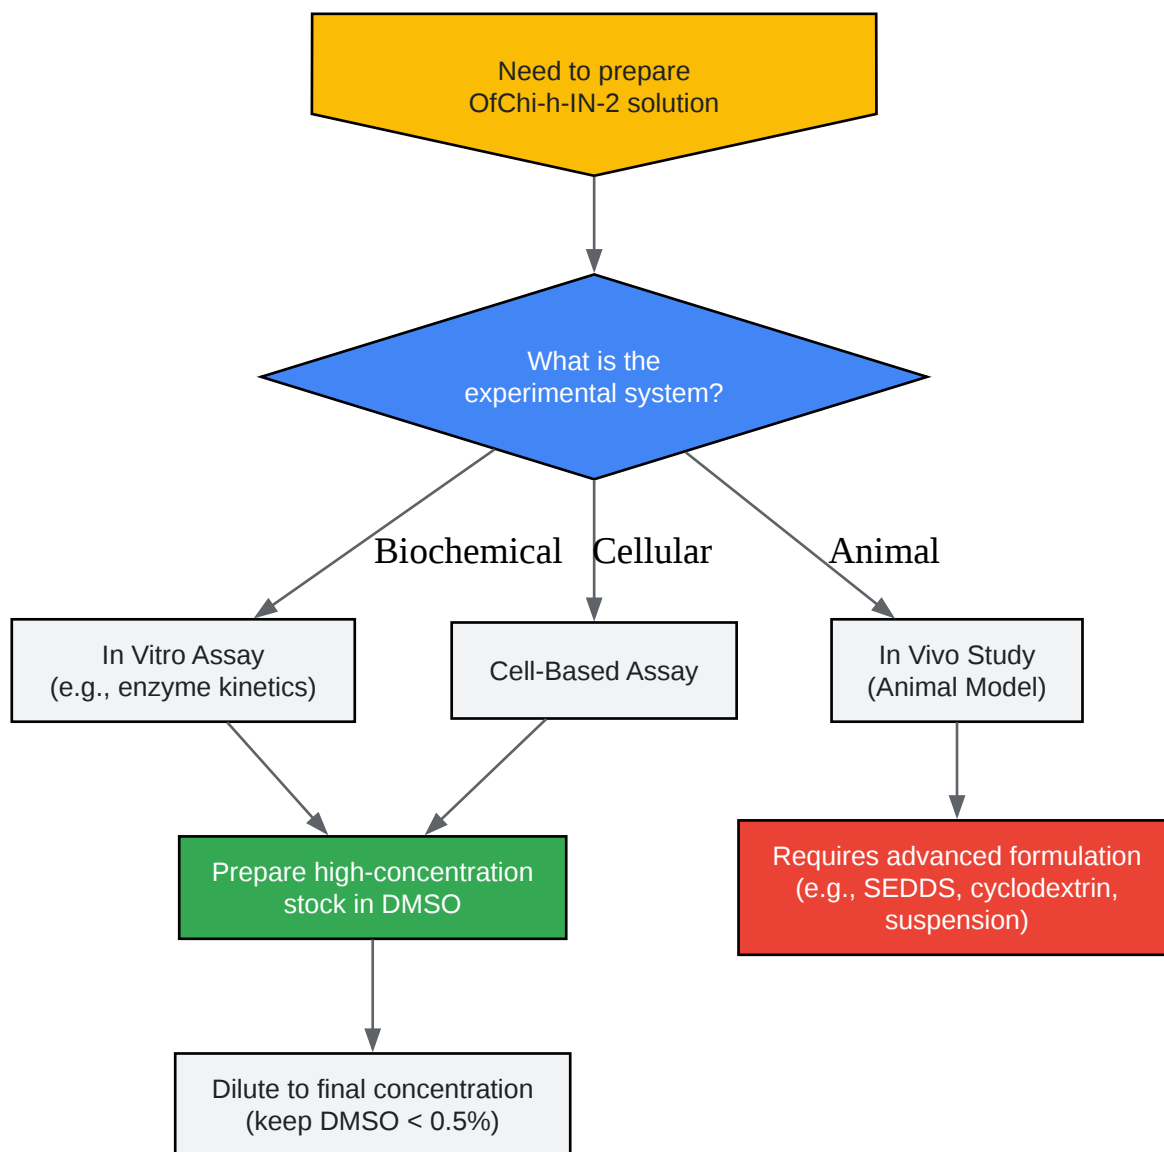 Need to prepare
OfChi-h-IN-2 solution
What is the
experimental system?
Biochemical
Cellular
Animal
In Vitro Assay
(e.g., enzyme kinetics)
Cell-Based Assay
In Vivo Study
(Animal Model)
Prepare high-concentration
stock in DMSO
Requires advanced formulation
(e.g., SEDDS, cyclodextrin,
suspension)
Dilute to final concentration
(keep DMSO < 0.5%)